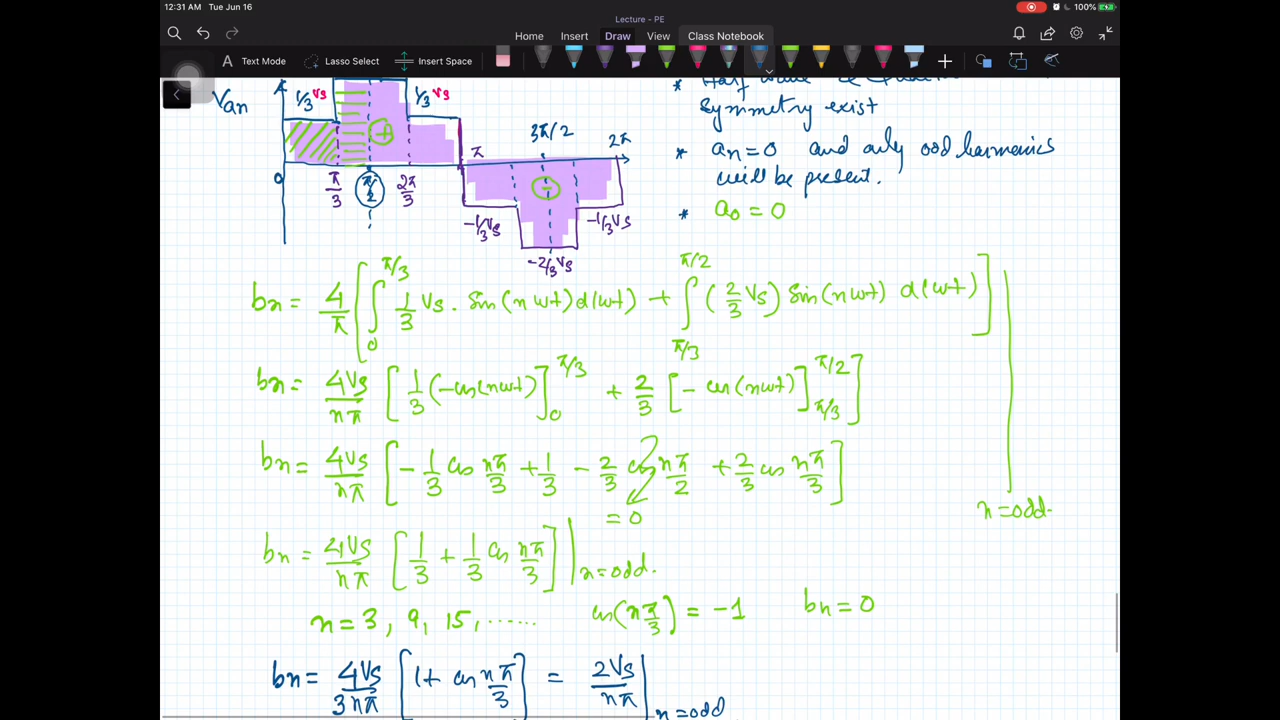 12:31 AM Tue Jun 16
100%
Lecture - PE
Home Insert Draw View Class Notebook
Text Mode Lasso Select Insert Space
Van
1/3 Vs
1/3 Vs
0
π/3
π/2
2π/3
π
3π/2
2π
+
-
-1/3 Vs
-2/3 Vs
-1/3 Vs
* Half wave &
symmetry exist
* an = 0 and only odd harmonics
will be present.
* a0 = 0
bn = 4/π [ ∫_0^{π/3} 1/3 Vs . sin(nωt) d(ωt) + ∫_{π/3}^{π/2} (2/3 Vs) sin(nωt) d(ωt) ]
bn = 4Vs/nπ [ 1/3 (-cos(nωt) ]_0^{π/3} + 2/3 [ - cos(nωt) ]_{π/3}^{π/2} ]
bn = 4Vs/nπ [ - 1/3 cos nπ/3 + 1/3 - 2/3 cos nπ/2 + 2/3 cos nπ/3 ]
= 0
n = odd.
bn = 4Vs/nπ [ 1/3 + 1/3 cos nπ/3 ] | n = odd.
n = 3, 9, 15, ...... cos(nπ/3) = -1 bn = 0
bn = 4Vs/3nπ [ 1 + cos nπ/3 ] = 2Vs/nπ | n = odd